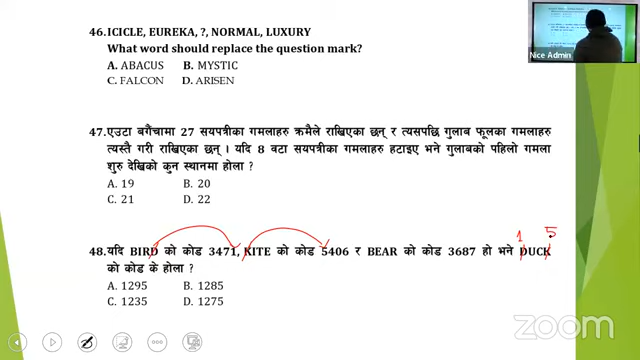 46. ICICLE, EUREKA, ?, NORMAL, LUXURY
What word should replace the question mark?
A. ABACUS B. MYSTIC
C. FALCON D. ARISEN
47. एउटा बगैंचामा 27 सयपत्रीका गमलाहरु क्रमैले राखिएका छन् र त्यसपछि गुलाब फूलका गमलाहरु
त्यस्तै गरी राखिएका छन् । यदि 8 वटा सयपत्रीका गमलाहरु हटाइए भने गुलाबको पहिलो गमला
शुरु देखिको कुन स्थानमा होला ?
A. 19 B. 20
C. 21 D. 22
1 5
48. यदि BIRD को कोड 3471, KITE को कोड 5406 र BEAR को कोड 3687 हो भने DUCK
को कोड के होला ?
A. 1295 B. 1285
C. 1235 D. 1275
Nice Admin
zoom